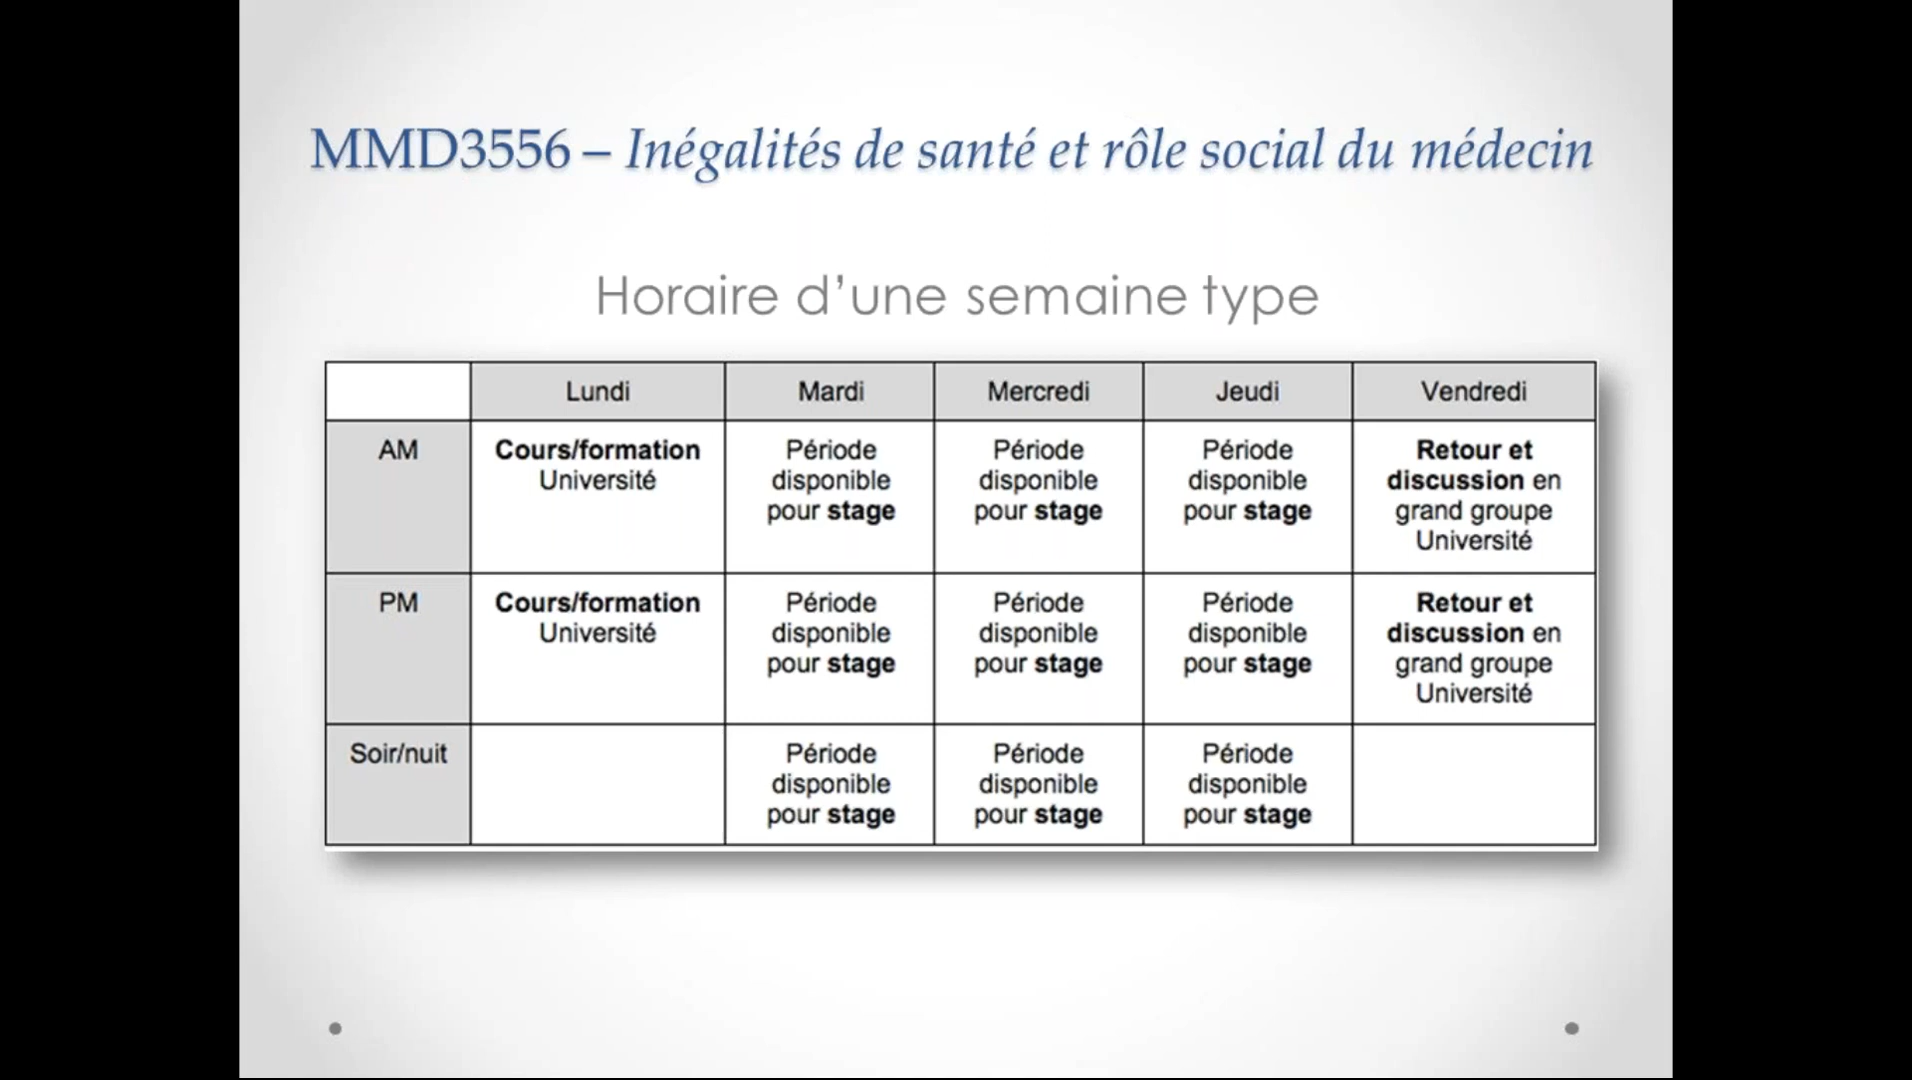 MMD3556 – Inégalités de santé et rôle social du médecin
Horaire d’une semaine type
Lundi Mardi Mercredi Jeudi Vendredi
AM
Cours/formation
Université
Période
disponible
pour stage
Période
disponible
pour stage
Période
disponible
pour stage
Retour et
discussion en
grand groupe
Université
PM
Cours/formation
Université
Période
disponible
pour stage
Période
disponible
pour stage
Période
disponible
pour stage
Retour et
discussion en
grand groupe
Université
Soir/nuit
Période
disponible
pour stage
Période
disponible
pour stage
Période
disponible
pour stage